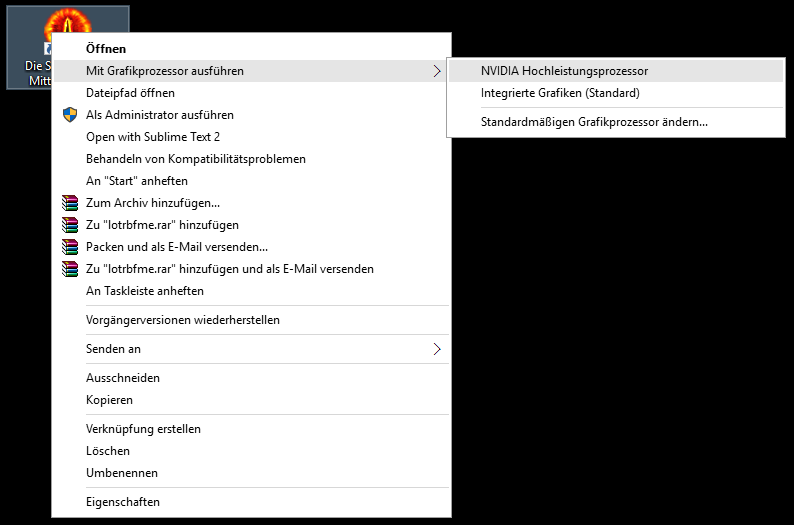 Die S
Mitt
Öffnen
Mit Grafikprozessor ausführen
Dateipfad öffnen
Als Administrator ausführen
Open with Sublime Text 2
Behandeln von Kompatibilitätsproblemen
An "Start" anheften
Zum Archiv hinzufügen...
Zu "lotrbfme.rar" hinzufügen
Packen und als E-Mail versenden...
Zu "lotrbfme.rar" hinzufügen und als E-Mail versenden
An Taskleiste anheften
Vorgängerversionen wiederherstellen
Senden an
Ausschneiden
Kopieren
Verknüpfung erstellen
Löschen
Umbenennen
Eigenschaften
NVIDIA Hochleistungsprozessor
Integrierte Grafiken (Standard)
Standardmäßigen Grafikprozessor ändern...